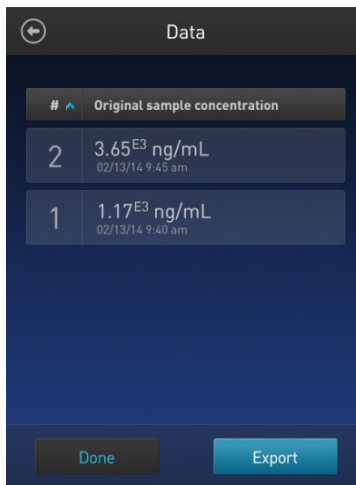 Data
# Original sample concentration
2 3.65E3 ng/mL
02/13/14 9:45 am
1 1.17E3 ng/mL
02/13/14 9:40 am
Done Export